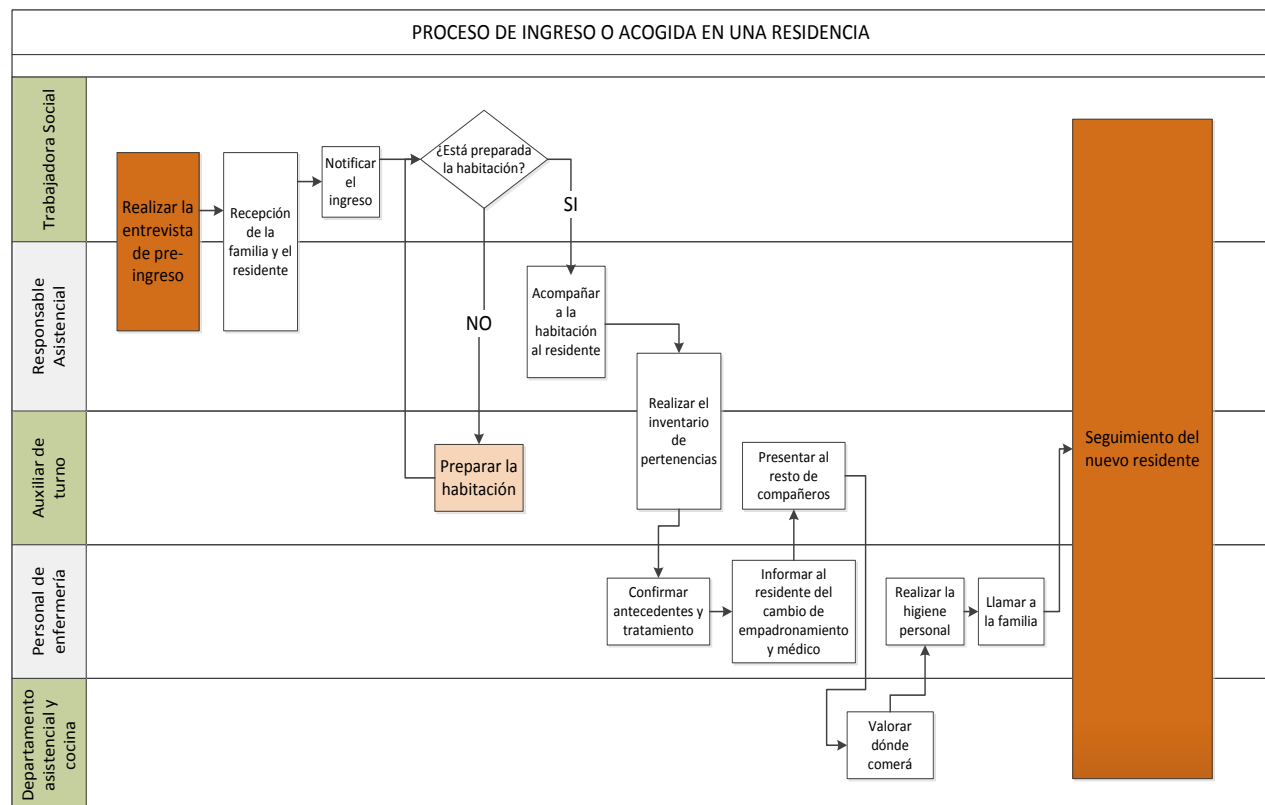 PROCESO DE INGRESO O ACOGIDA EN UNA RESIDENCIA
Trabajadora Social
Realizar la
entrevista
de pre-
ingreso
Recepción
de la
familia y el
residente
Notificar
el
ingreso
¿Está preparada
la habitación?
SI
NO
Responsable
Asistencial
Acompañar
a la
habitación
al residente
Realizar el
inventario
de
pertenencias
Auxiliar de
turno
Preparar la
habitación
Presentar al
resto de
compañeros
Seguimiento del
nuevo residente
Personal de
enfermería
Confirmar
antecedentes y
tratamiento
Informar al
residente del
cambio de
empadronamiento
y médico
Realizar la
higiene
personal
Llamar a
la familia
Departamento
asistencial y
cocina
Valorar
dónde
comerá